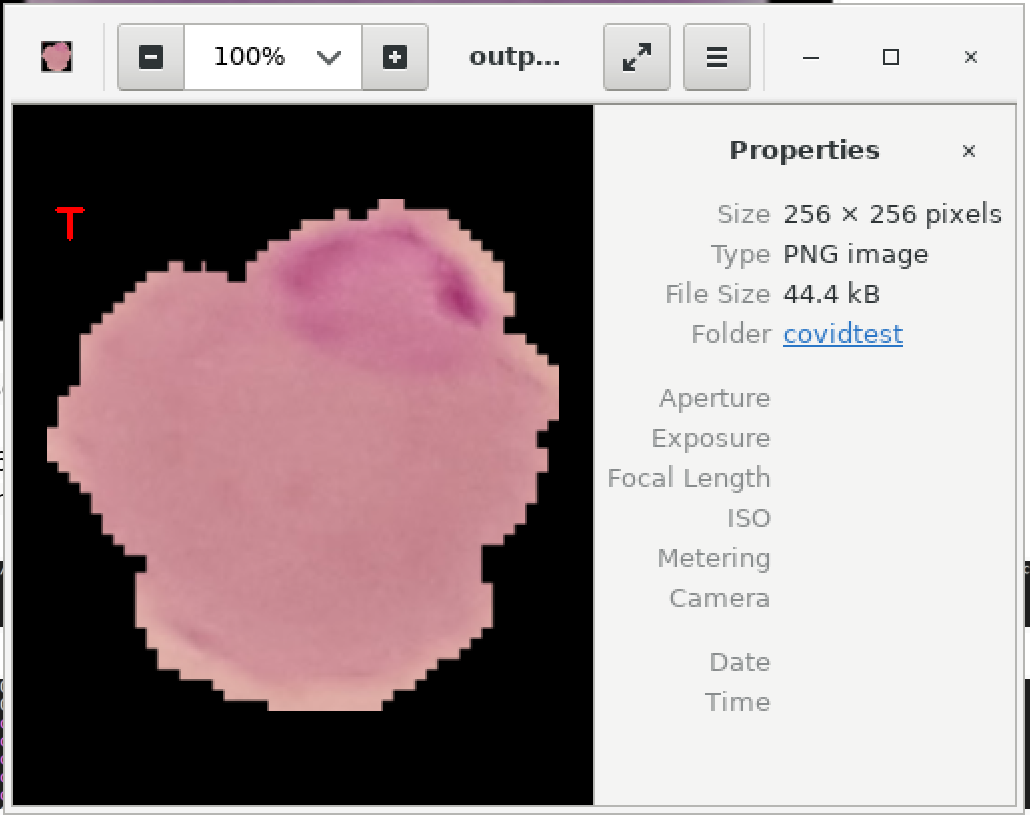 100%
outp...
T
Properties
Size 256 × 256 pixels
Type PNG image
File Size 44.4 kB
Folder covidtest
Aperture
Exposure
Focal Length
ISO
Metering
Camera
Date
Time